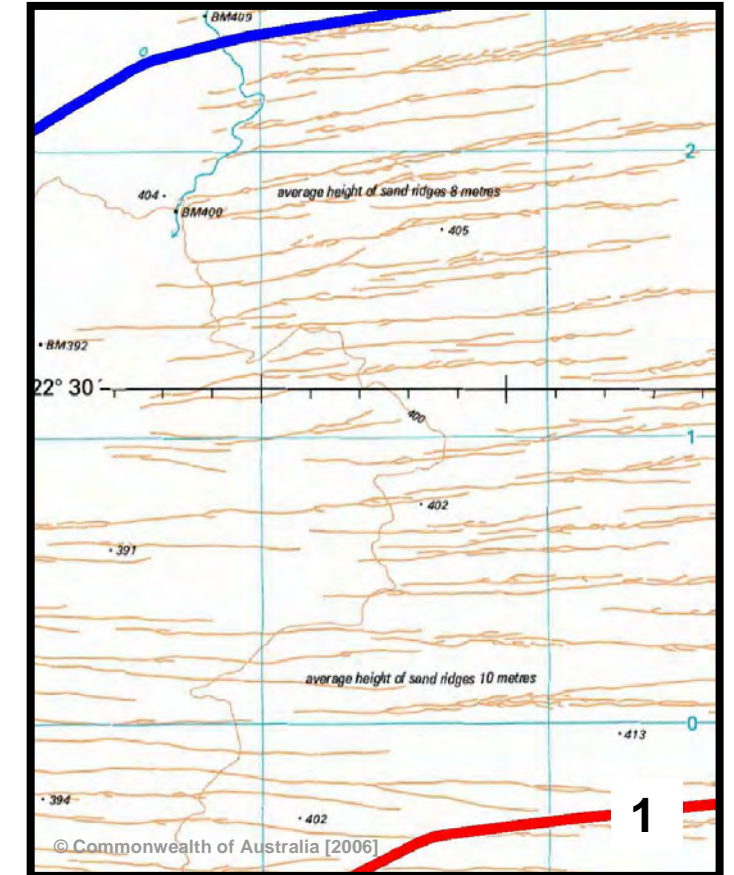 BM409
2
average height of sand ridges 8 metres
404
BM400
405
BM392
22° 30´
400
1
402
391
average height of sand ridges 10 metres
0
413
394
1
402
© Commonwealth of Australia [2006]